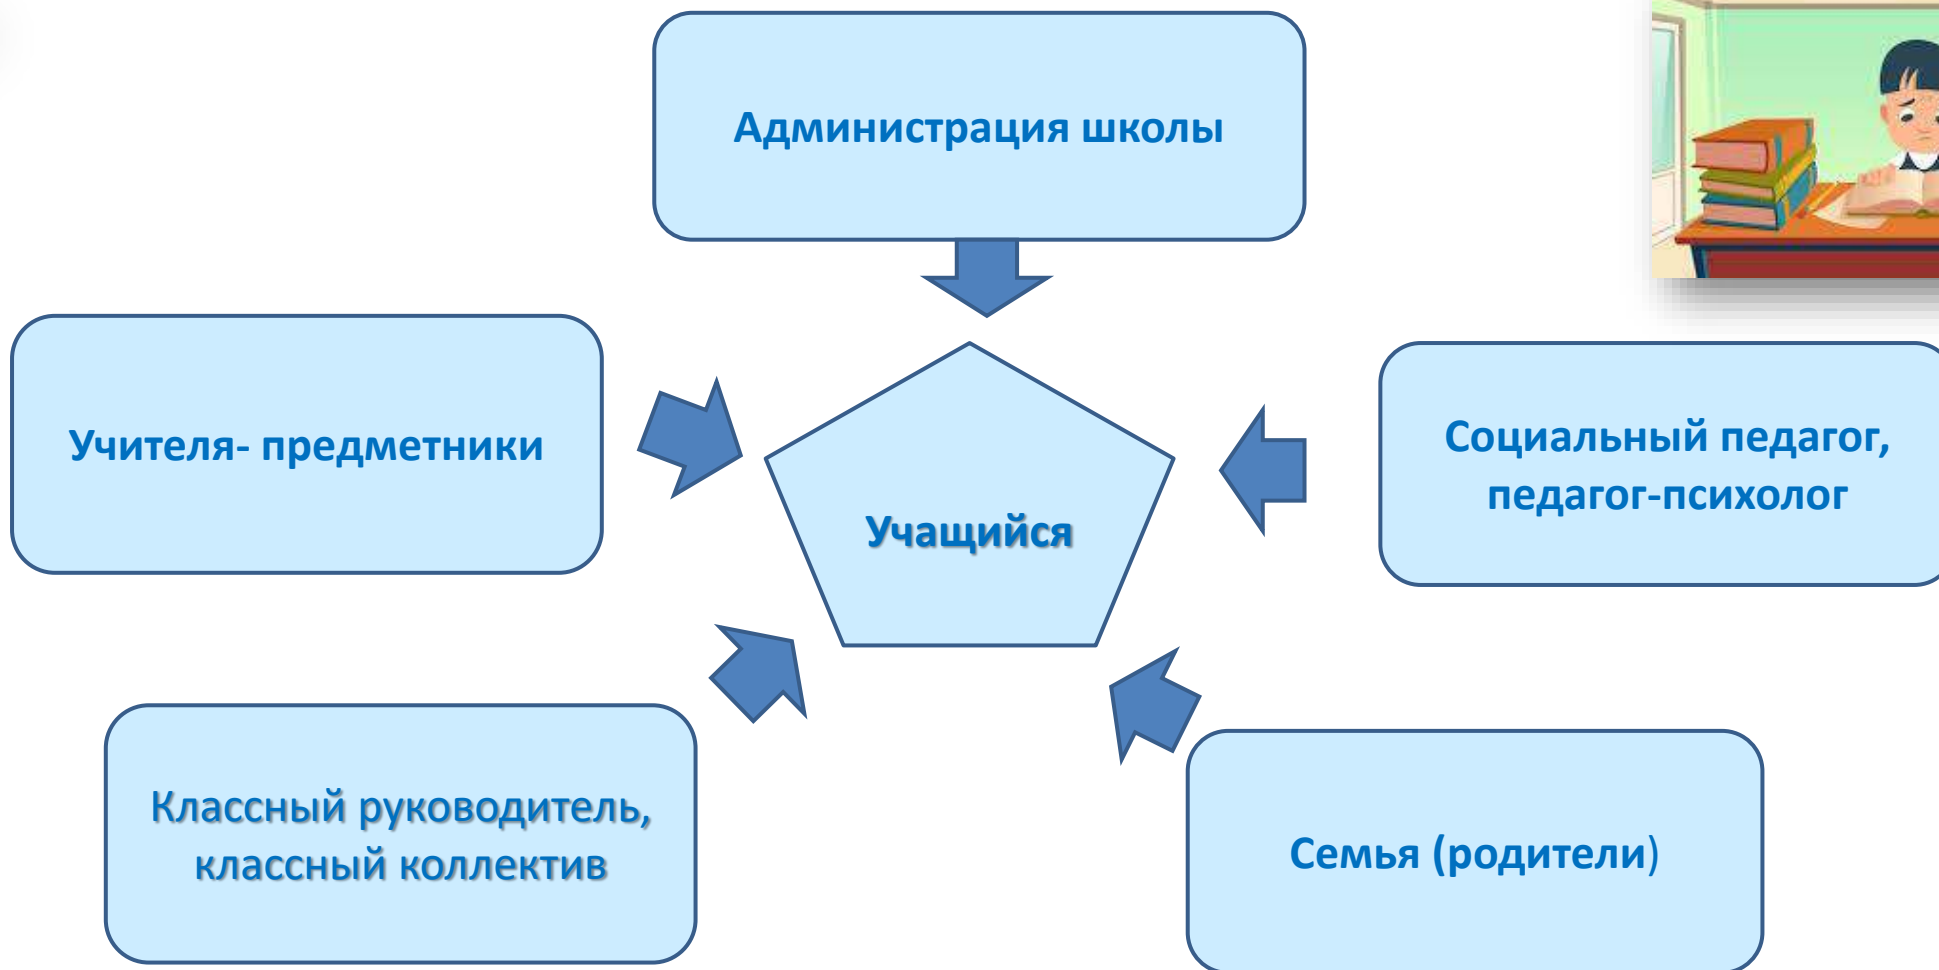 Администрация школы
Учителя- предметники
Социальный педагог,
педагог-психолог
Учащийся
Классный руководитель,
классный коллектив
Семья (родители)